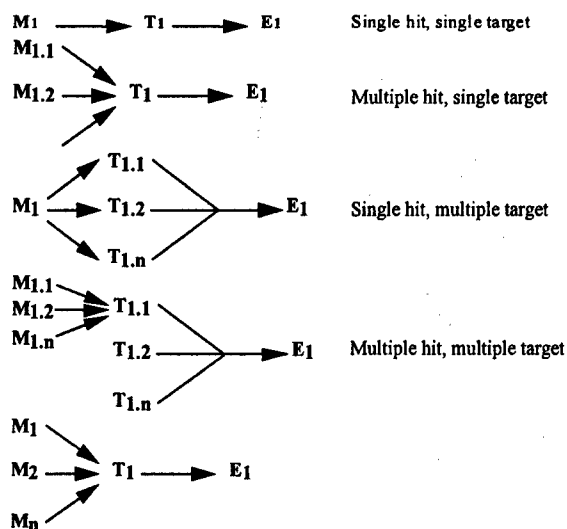 M1 T1 E1 Single hit, single target
M1.1
M1.2 T1 E1 Multiple hit, single target
T1.1
M1 T1.2 E1 Single hit, multiple target
T1.n
M1.1
M1.2 T1.1
M1.n
T1.2 E1 Multiple hit, multiple target
T1.n
M1
M2 T1 E1
Mn